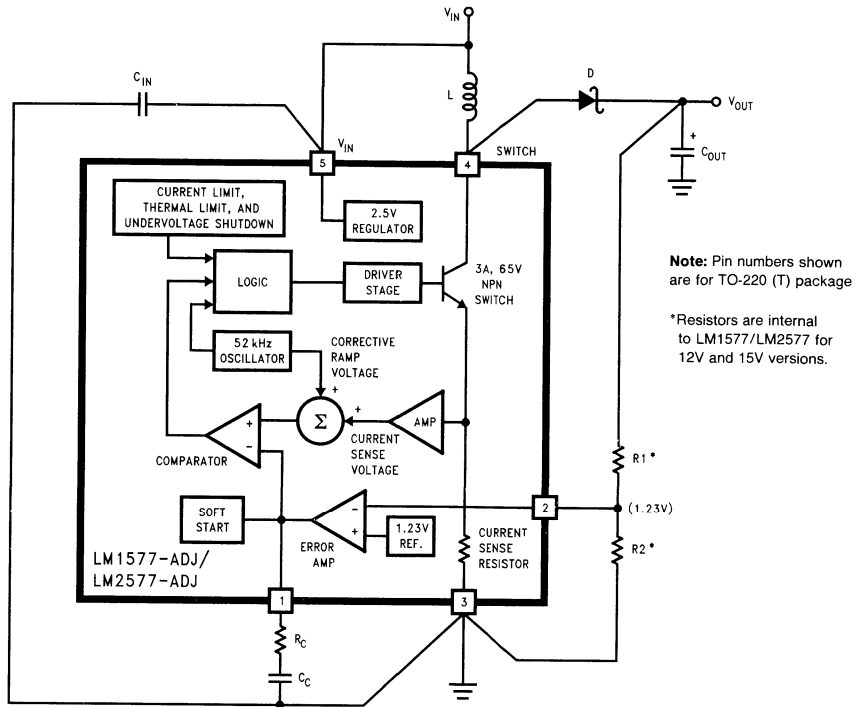 V_IN
C_IN
L
D
V_OUT
+
C_OUT
V_IN
5
4
SWITCH
CURRENT LIMIT,
THERMAL LIMIT, AND
UNDERVOLTAGE SHUTDOWN
2.5V
REGULATOR
LOGIC
DRIVER
STAGE
3A, 65V
NPN
SWITCH
Note: Pin numbers shown
are for TO-220 (T) package
*Resistors are internal
to LM1577/LM2577 for
12V and 15V versions.
52 kHz
OSCILLATOR
CORRECTIVE
RAMP
VOLTAGE
+
+
Σ
AMP
+
-
COMPARATOR
CURRENT
SENSE
VOLTAGE
R1*
2
(1.23V)
SOFT
START
-
+
ERROR
AMP
1.23V
REF.
CURRENT
SENSE
RESISTOR
R2*
LM1577-ADJ/
LM2577-ADJ
1
3
R_C
C_C